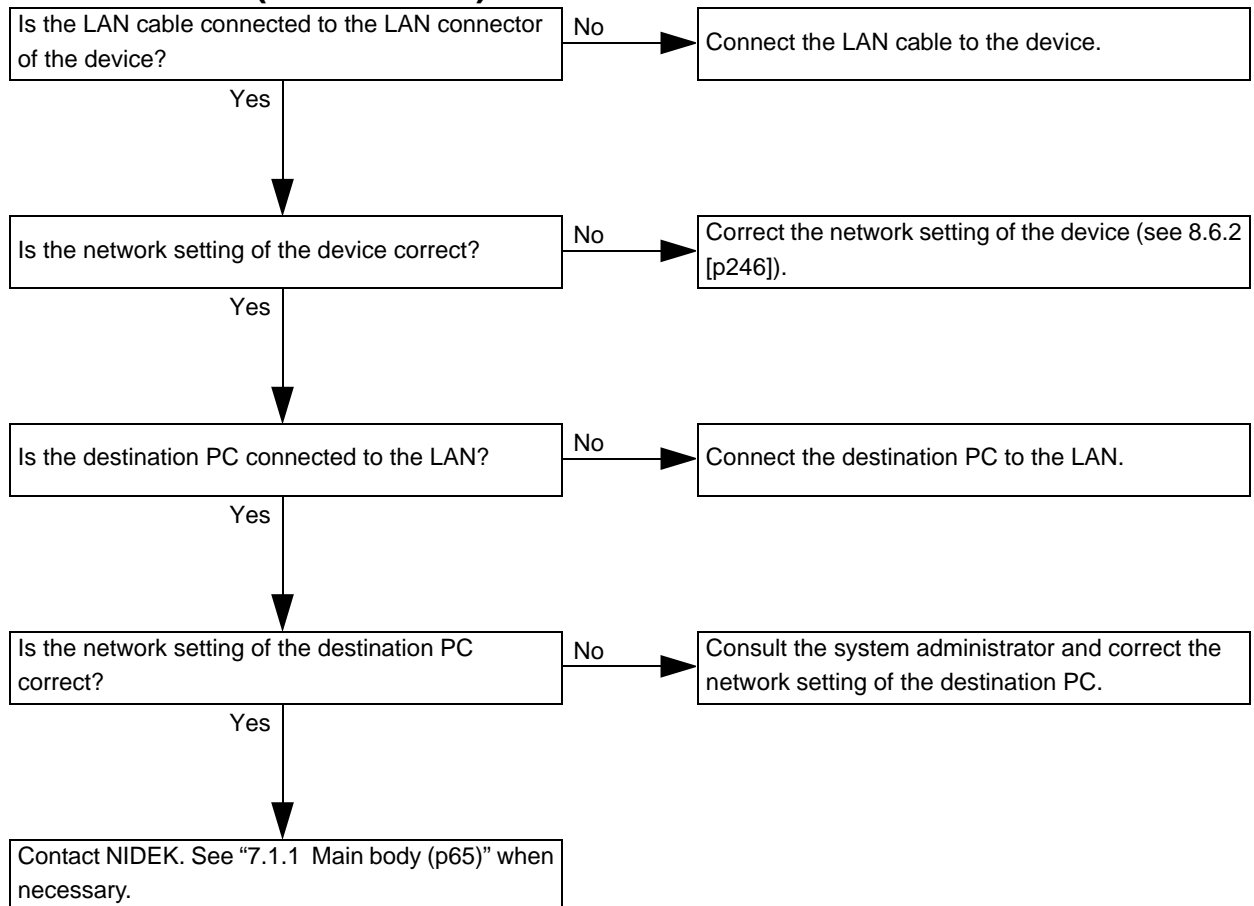 Is the LAN cable connected to the LAN connector
of the device?
No
Connect the LAN cable to the device.
Yes
Is the network setting of the device correct?
No
Correct the network setting of the device (see 8.6.2
[p246]).
Yes
Is the destination PC connected to the LAN?
No
Connect the destination PC to the LAN.
Yes
Is the network setting of the destination PC
correct?
No
Consult the system administrator and correct the
network setting of the destination PC.
Yes
Contact NIDEK. See “7.1.1 Main body (p65)” when
necessary.